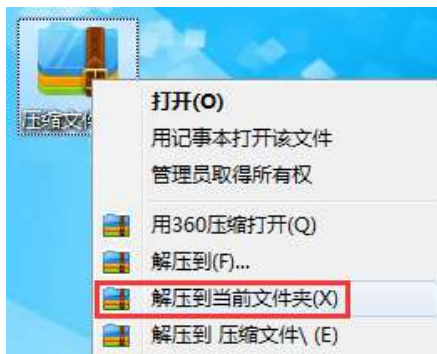 压缩文件
打开(O)
用记事本打开该文件
管理员取得所有权
用360压缩打开(Q)
解压到(F)...
解压到当前文件夹(X)
解压到 压缩文件\ (E)